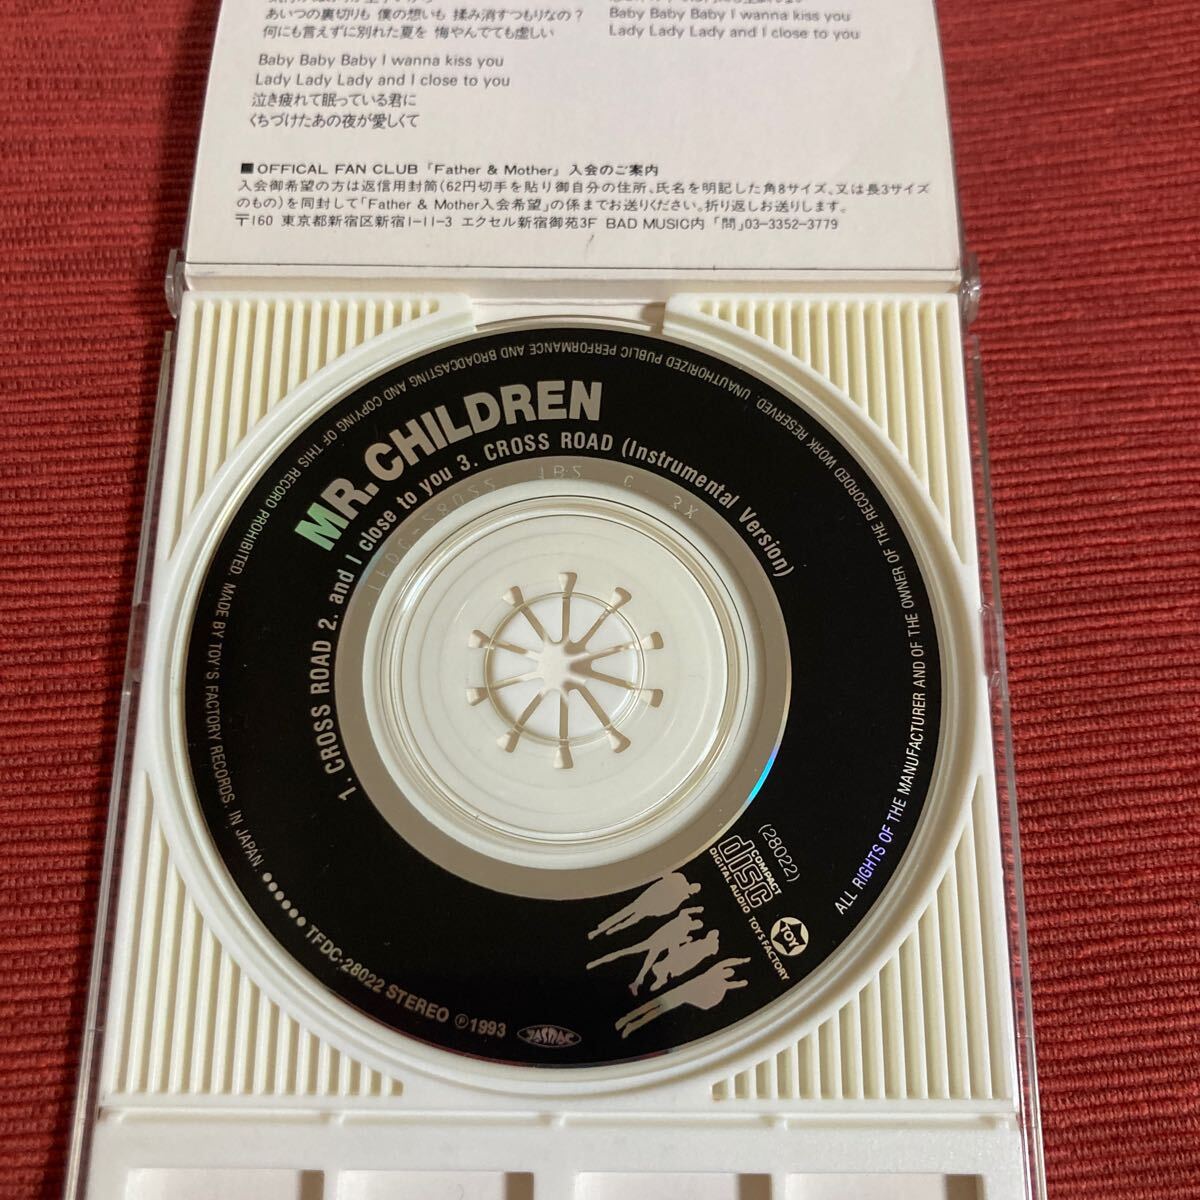 あいつの裏切りも 僕の想いも 揉み消すつもりなの?
何にも言えずに別れた夏を 悔やんでても虚しい
Baby Baby Baby I wanna kiss you
Lady Lady Lady and I close to you
泣き疲れて眠っている君に
くちづけたあの夜が愛しくて
Baby Baby Baby I wanna kiss you
Lady Lady Lady and I close to you
■OFFICAL FAN CLUB「Father & Mother」入会のご案内
入会御希望の方は返信用封筒(62円切手を貼り御自分の住所、氏名を明記した角8サイズ、又は長3サイズ
のもの)を同封して「Father & Mother入会希望」の係までお送りください。折り返しお送りします。
〒160 東京都新宿区新宿1-11-3 エクセル新宿御苑3F BAD MUSIC内 「問」03-3352-3779
MR.CHILDREN
1. CROSS ROAD 2. and I close to you 3. CROSS ROAD (Instrumental Version)
ALL RIGHTS OF THE MANUFACTURER AND OF THE OWNER OF THE RECORDED WORK RESERVED. UNAUTHORIZED PUBLIC PERFORMANCE AND BROADCASTING AND COPYING OF THIS RECORD PROHIBITED. MADE BY TOY'S FACTORY RECORDS, IN JAPAN.
●●●●●● TFDC-28022 STEREO ℗1993
JASRAC
(28022)
COMPACT
disc
DIGITAL AUDIO
TOY
TOY'S FACTORY